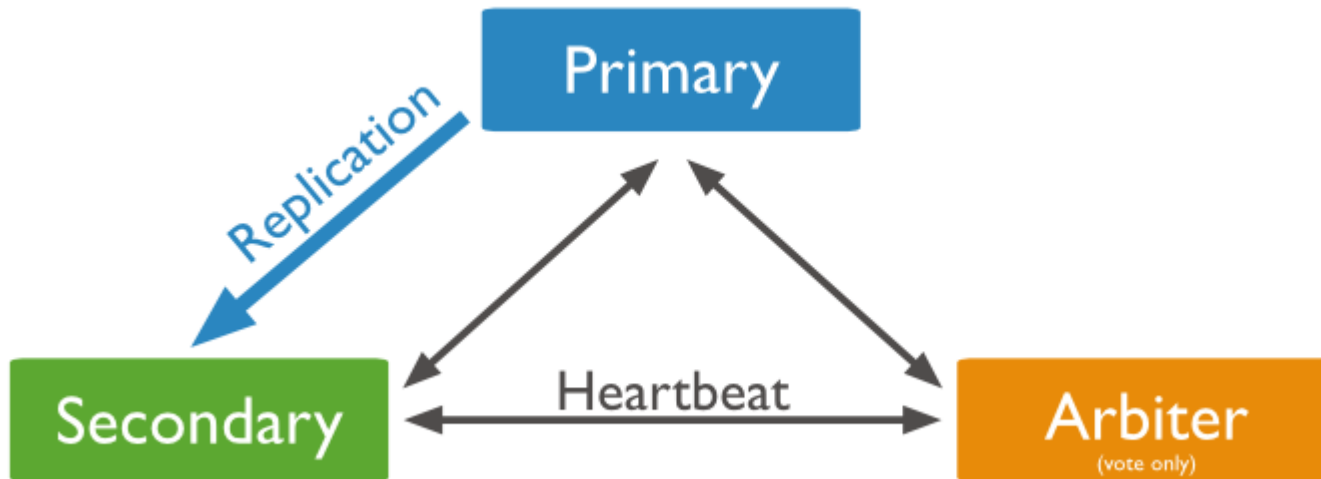 Primary
Replication
Heartbeat
Secondary
Arbiter
(vote only)